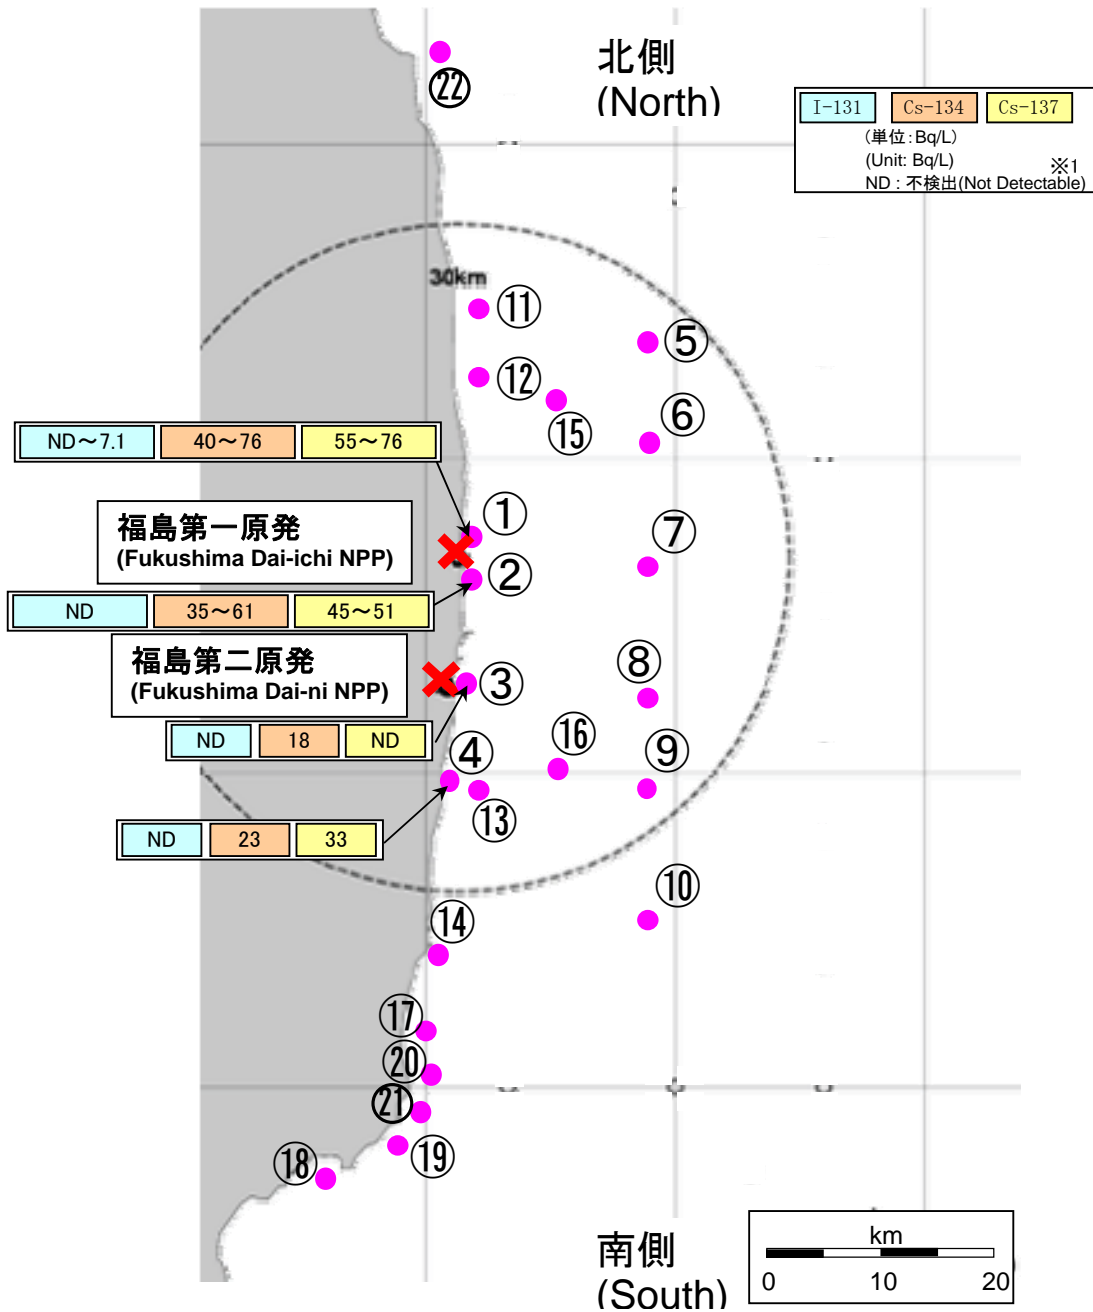 北側
(North)
㉒
I-131 Cs-134 Cs-137
(単位:Bq/L)
(Unit: Bq/L) ※1
ND : 不検出(Not Detectable)
30km
⑪
⑤
⑫
⑥
⑮
ND～7.1 40～76 55～76
①
福島第一原発
(Fukushima Dai-ichi NPP)
⑦
②
ND 35～61 45～51
福島第二原発
(Fukushima Dai-ni NPP)
⑧
③
ND 18 ND
⑯
④
⑨
⑬
ND 23 33
⑩
⑭
⑰
⑳
㉑
⑲
⑱
南側
(South)
km
0 10 20